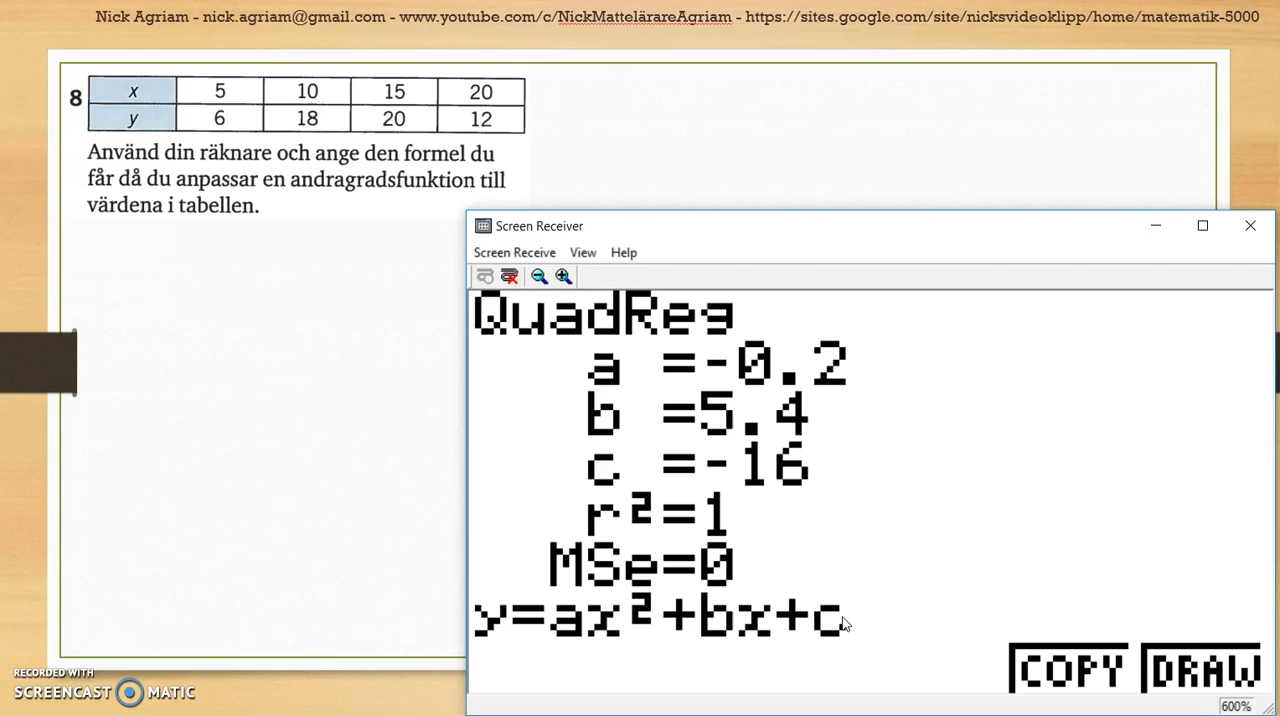 Nick Agriam - nick.agriam@gmail.com - www.youtube.com/c/NickMattelärareAgriam - https://sites.google.com/site/nicksvideoklipp/home/matematik-5000
8
x 5 10 15 20
y 6 18 20 12
Använd din räknare och ange den formel du
får då du anpassar en andragradsfunktion till
värdena i tabellen.
Screen Receiver
Screen Receive View Help
QuadReg
a =-0.2
b =5.4
c =-16
r²=1
MSe=0
y=ax²+bx+c
COPY DRAW
600%
RECORDED WITH
SCREENCAST MATIC